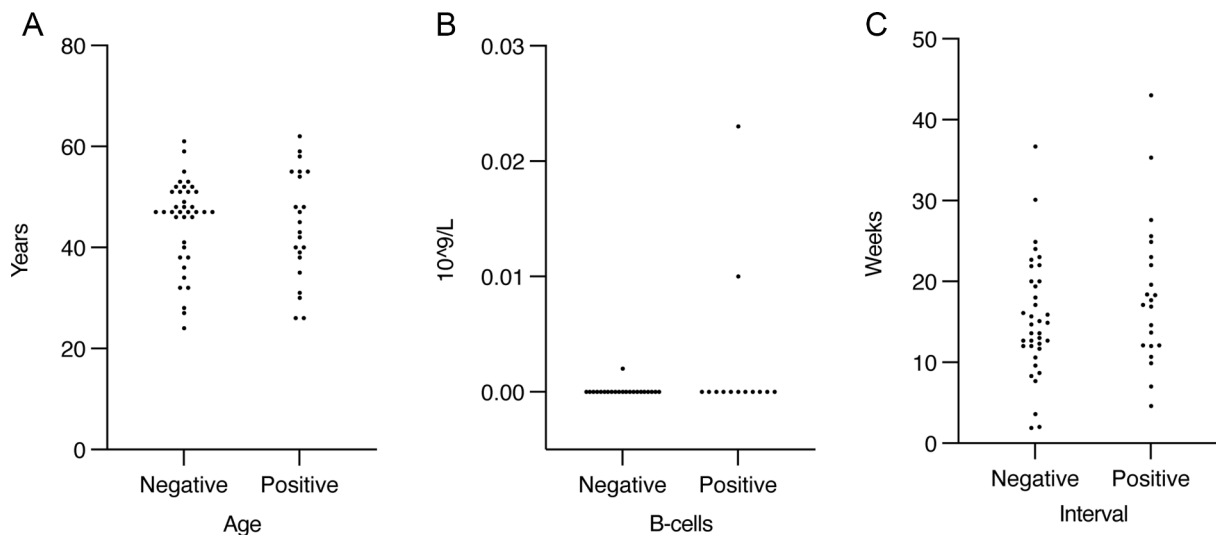 A
80
60
40
20
0
Years
Negative Positive
Age
B
0.03
0.02
0.01
0.00
10^9/L
Negative Positive
B-cells
C
50
40
30
20
10
0
Weeks
Negative Positive
Interval